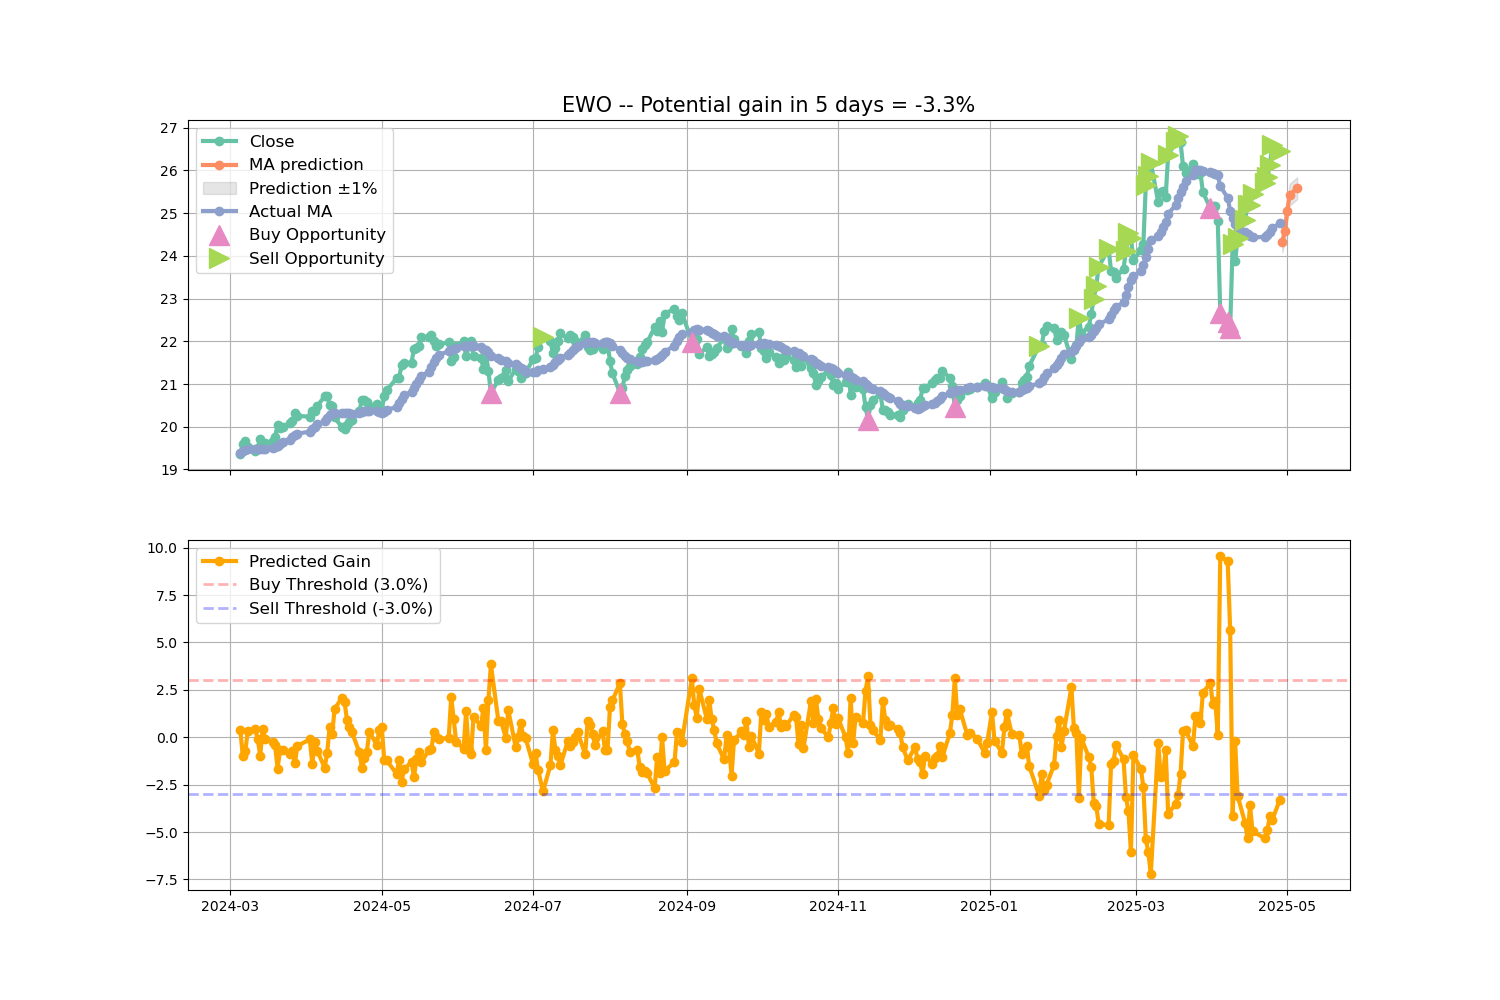 EWO -- Potential gain in 5 days = -3.3%
27
26
25
24
23
22
21
20
19
Close
MA prediction
Prediction ±1%
Actual MA
Buy Opportunity
Sell Opportunity
10.0
7.5
5.0
2.5
0.0
−2.5
−5.0
−7.5
Predicted Gain
Buy Threshold (3.0%)
Sell Threshold (-3.0%)
2024-03 2024-05 2024-07 2024-09 2024-11 2025-01 2025-03 2025-05